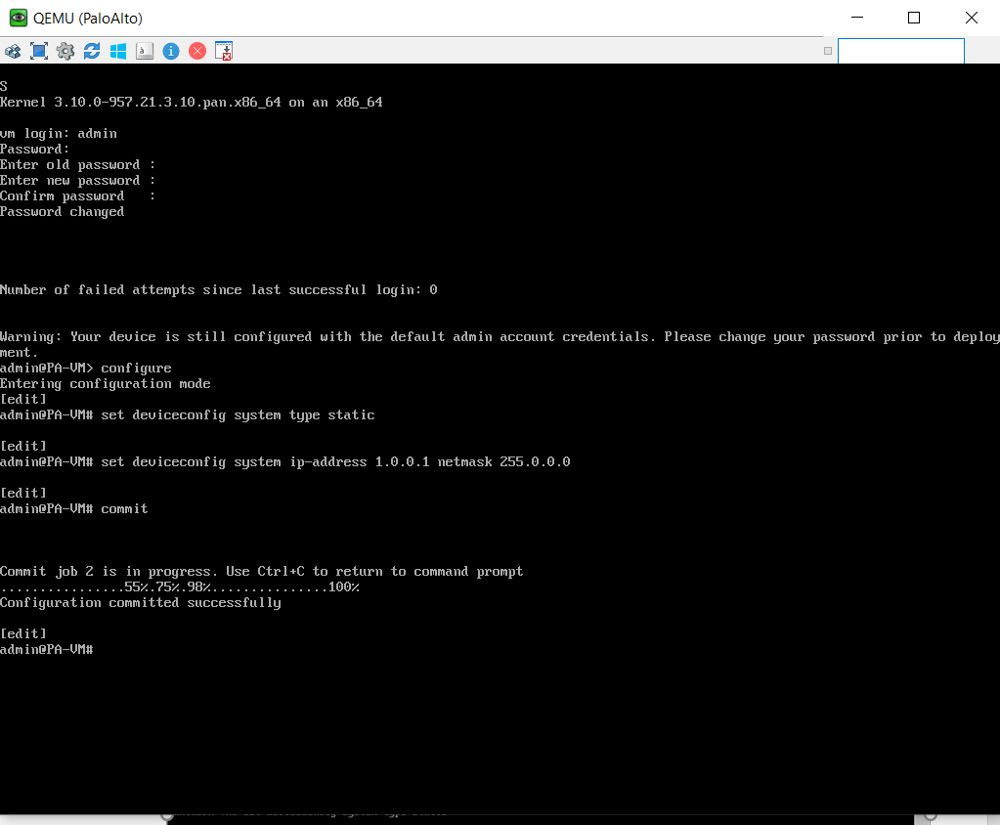 QEMU (PaloAlto)
S
Kernel 3.10.0-957.21.3.10.pan.x86_64 on an x86_64
vm login: admin
Password:
Enter old password :
Enter new password :
Confirm password   :
Password changed
Number of failed attempts since last successful login: 0
Warning: Your device is still configured with the default admin account credentials. Please change your password prior to deploy
ment.
admin@PA-VM> configure
Entering configuration mode
[edit]
admin@PA-VM# set deviceconfig system type static
[edit]
admin@PA-VM# set deviceconfig system ip-address 1.0.0.1 netmask 255.0.0.0
[edit]
admin@PA-VM# commit
Commit job 2 is in progress. Use Ctrl+C to return to command prompt
................55%.75%.98%...............100%
Configuration committed successfully
[edit]
admin@PA-VM#